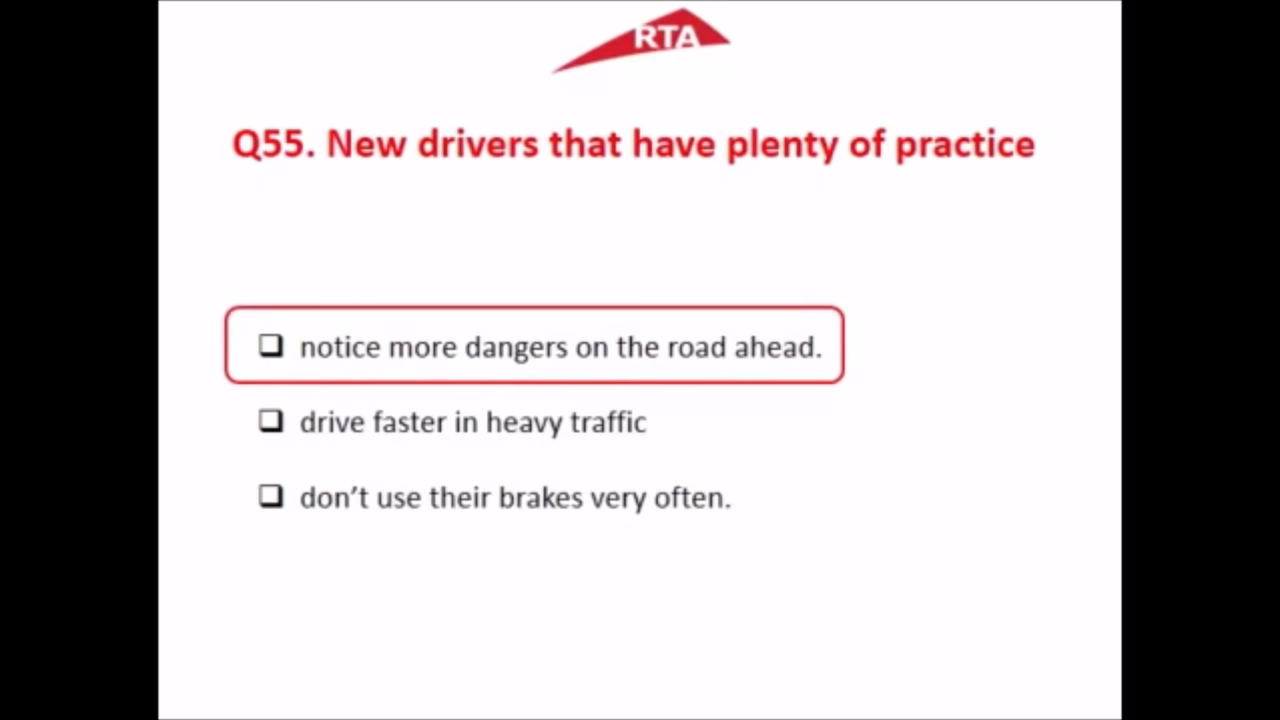 RTA
Q55. New drivers that have plenty of practice
❑ notice more dangers on the road ahead.
❑ drive faster in heavy traffic
❑ don’t use their brakes very often.